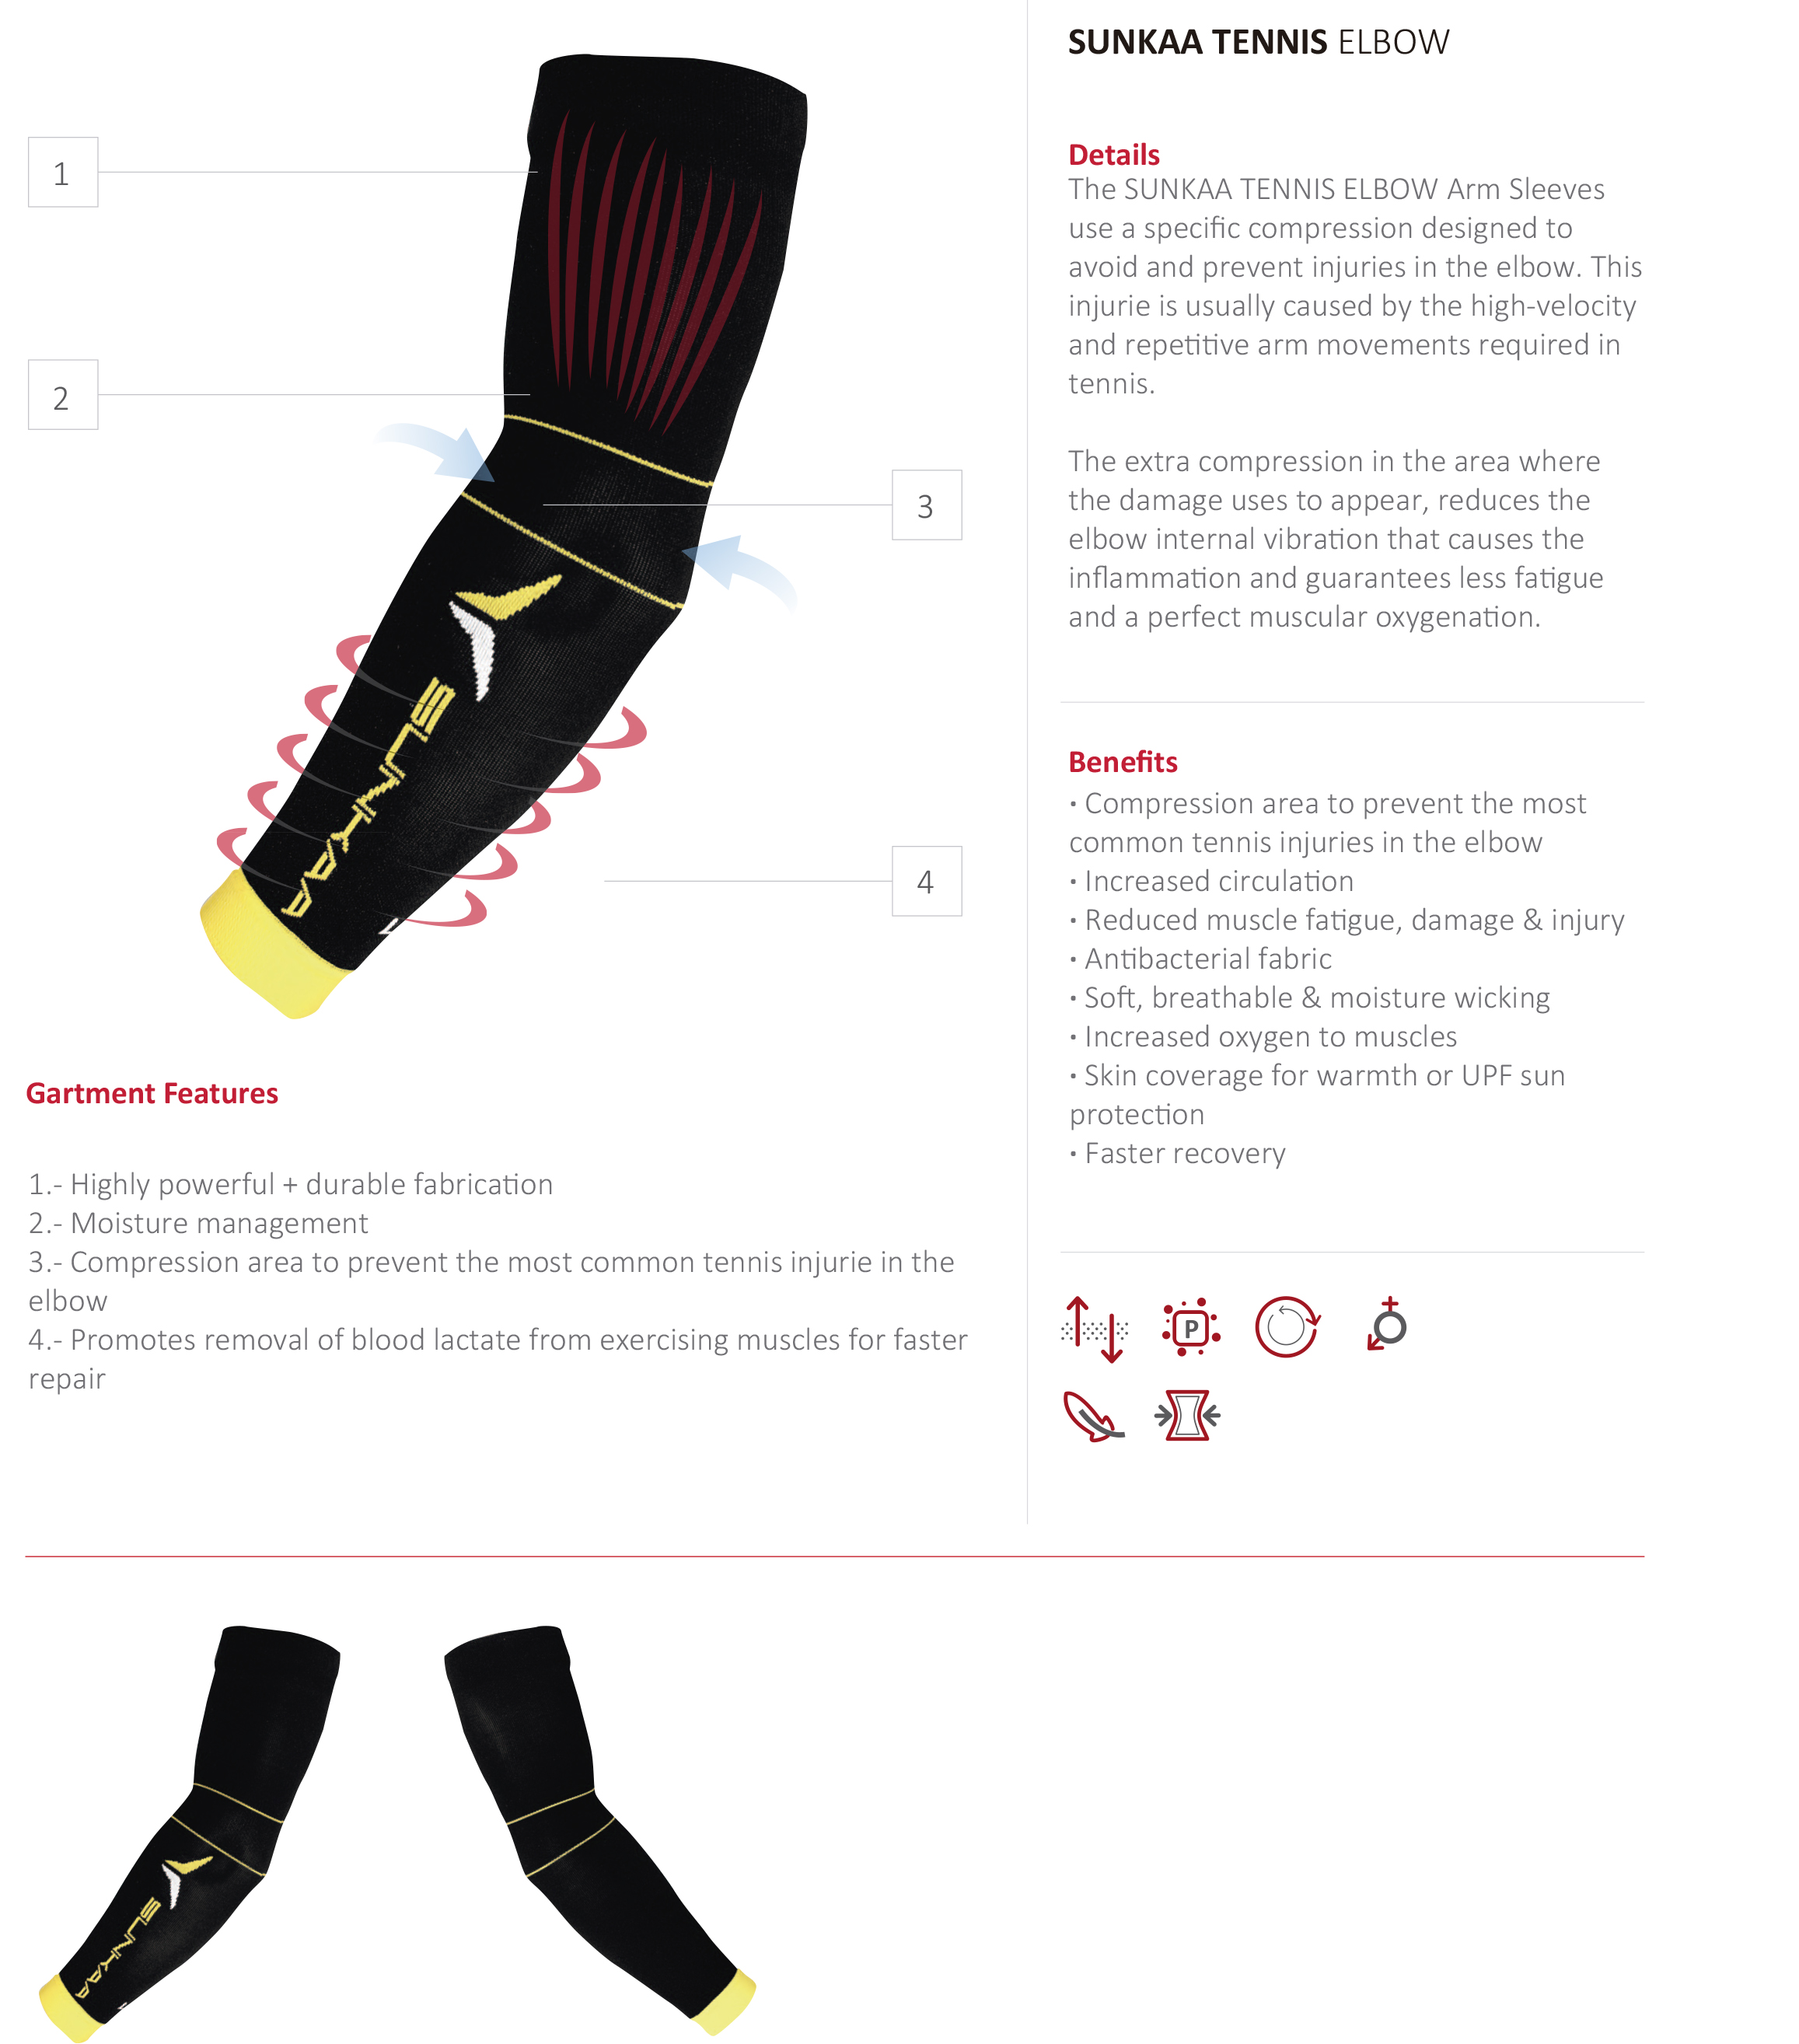 SUNKAA TENNIS ELBOW
1
2
3
4
SUNKAA
Details
The SUNKAA TENNIS ELBOW Arm Sleeves
use a specific compression designed to
avoid and prevent injuries in the elbow. This
injurie is usually caused by the high-velocity
and repetitive arm movements required in
tennis.
The extra compression in the area where
the damage uses to appear, reduces the
elbow internal vibration that causes the
inflammation and guarantees less fatigue
and a perfect muscular oxygenation.
Benefits
· Compression area to prevent the most
common tennis injuries in the elbow
· Increased circulation
· Reduced muscle fatigue, damage & injury
· Antibacterial fabric
· Soft, breathable & moisture wicking
· Increased oxygen to muscles
· Skin coverage for warmth or UPF sun
protection
· Faster recovery
P
Gartment Features
1.- Highly powerful + durable fabrication
2.- Moisture management
3.- Compression area to prevent the most common tennis injurie in the
elbow
4.- Promotes removal of blood lactate from exercising muscles for faster
repair
SUNKAA